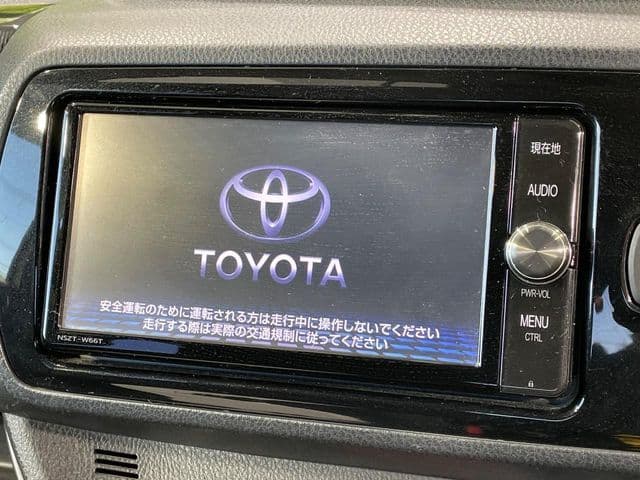 現在地
AUDIO
TOYOTA
PWR-VOL
安全運転のために運転される方は走行中に操作しないでください
走行する際は実際の交通規制に従ってください
MENU
CTRL
NSZT-W66T